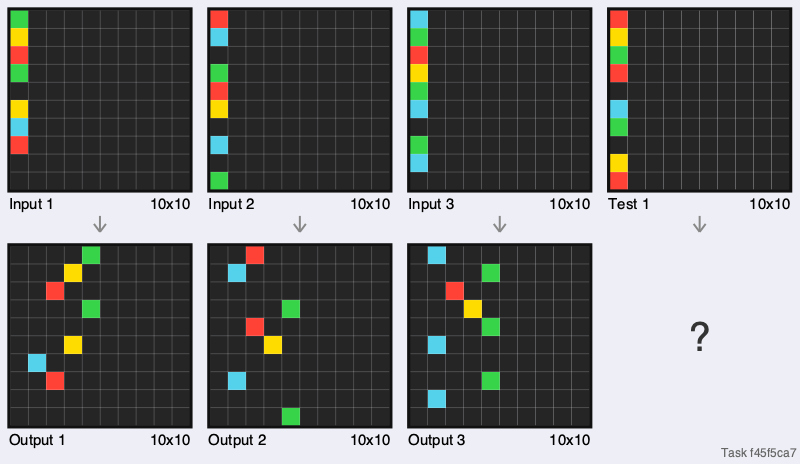 Input 1 10x10 Input 2 10x10 Input 3 10x10 Test 1 10x10
?
Output 1 10x10 Output 2 10x10 Output 3 10x10
Task f45f5ca7